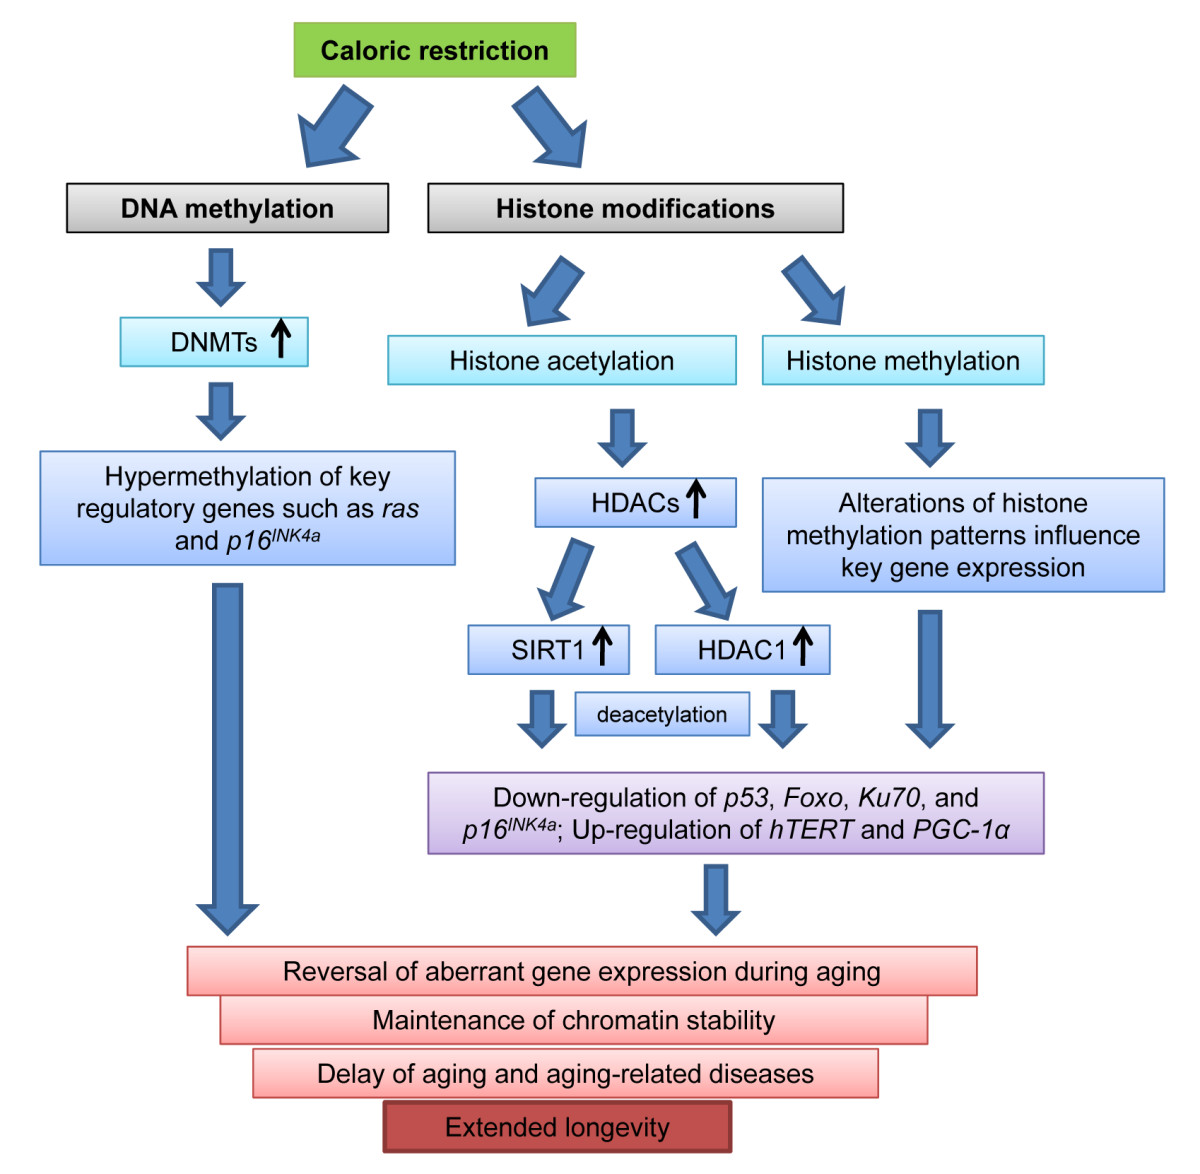 Caloric restriction
DNA methylation
Histone modifications
DNMTs
Histone acetylation
Histone methylation
Hypermethylation of key
regulatory genes such as ras
and p16INK4a
HDACs
Alterations of histone
methylation patterns influence
key gene expression
SIRT1
HDAC1
deacetylation
Down-regulation of p53, Foxo, Ku70, and
p16INK4a; Up-regulation of hTERT and PGC-1α
Reversal of aberrant gene expression during aging
Maintenance of chromatin stability
Delay of aging and aging-related diseases
Extended longevity